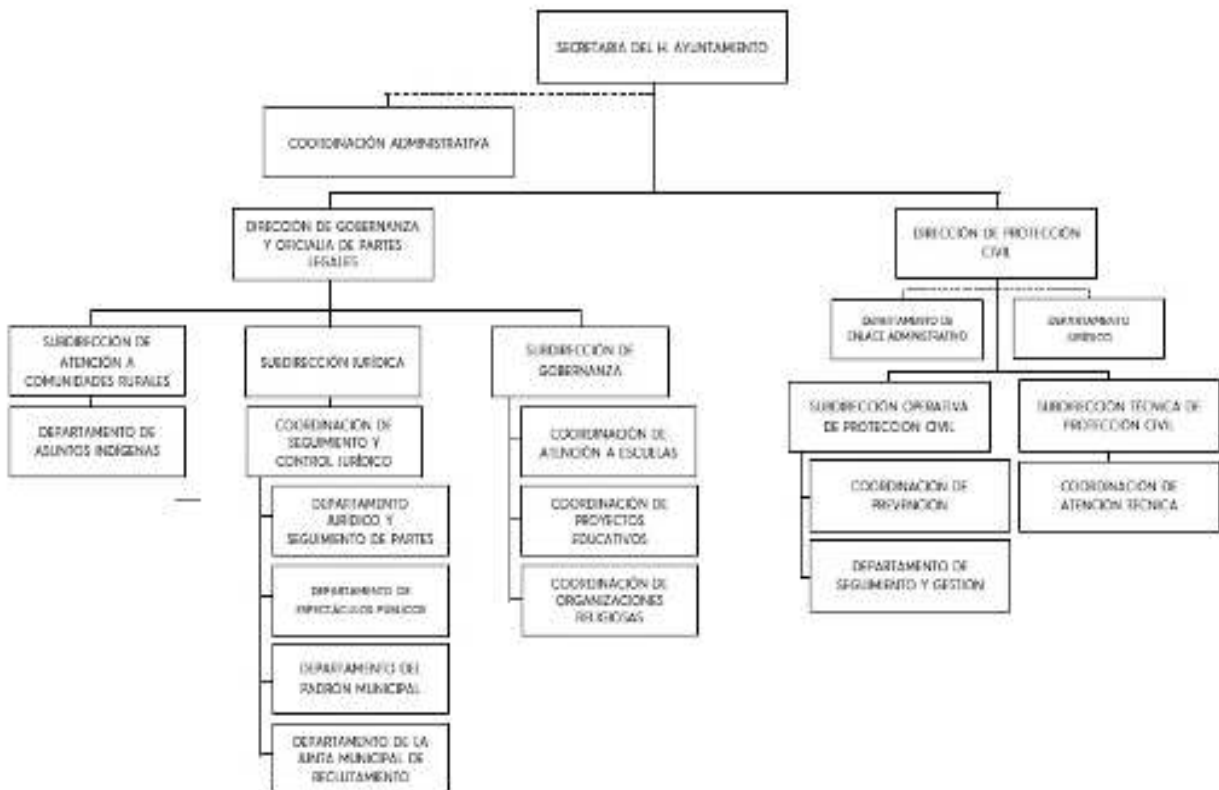 SECRETARIA DEL H. AYUNTAMIENTO
COORDINACIÓN ADMINISTRATIVA
DIRECCIÓN DE GOBERNANZA
Y OFICIALIA DE PARTES
LEGALES
DIRECCIÓN DE PROTECCIÓN
CIVIL
DEPARTAMENTO DE
ENLACE ADMINISTRATIVO
DEPARTAMENTO
JURÍDICO
SUBDIRECCIÓN DE
ATENCIÓN A
COMUNIDADES RURALES
SUBDIRECCIÓN JURÍDICA
SUBDIRECCIÓN DE
GOBERNANZA
SUBDIRECCIÓN OPERATIVA
DE PROTECCION CIVIL
SUBDIRECCIÓN TÉCNICA DE
PROTECCIÓN CIVIL
DEPARTAMENTO DE
ASUNTOS INDÍGENAS
COORDINACIÓN DE
SEGUIMIENTO Y
CONTROL JURÍDICO
COORDINACIÓN DE
ATENCIÓN A ESCUELAS
COORDINACIÓN DE
PREVENCIÓN
COORDINACIÓN DE
ATENCIÓN TÉCNICA
DEPARTAMENTO
JURÍDICO Y
SEGUIMIENTO DE PARTES
COORDINACIÓN DE
PROYECTOS
EDUCATIVOS
DEPARTAMENTO DE
SEGUIMIENTO Y GESTIÓN
DEPARTAMENTO DE
ESPECTÁCULOS PÚBLICOS
COORDINACIÓN DE
ORGANIZACIONES
RELIGIOSAS
DEPARTAMENTO DEL
PADRÓN MUNICIPAL
DEPARTAMENTO DE LA
JUNTA MUNICIPAL DE
RECLUTAMIENTO